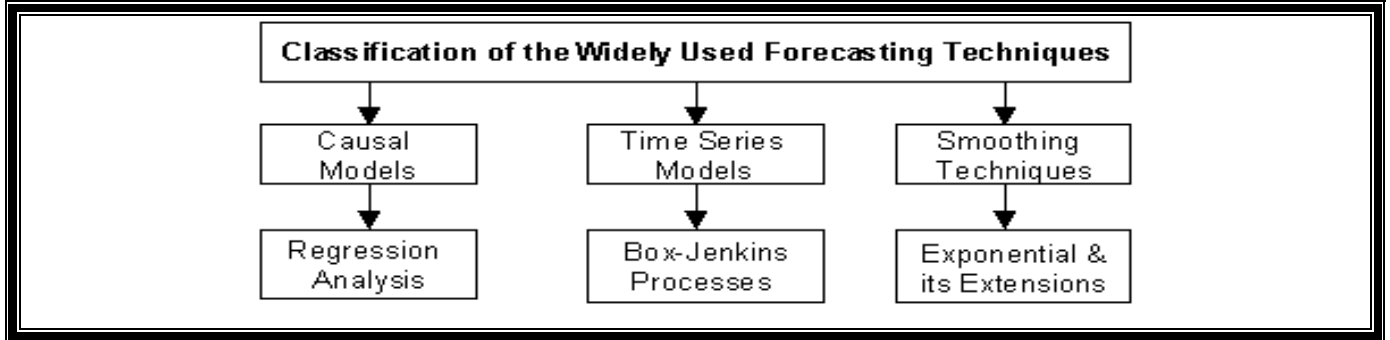 Classification of the Widely Used Forecasting Techniques
Causal
Models
Time Series
Models
Smoothing
Techniques
Regression
Analysis
Box-Jenkins
Processes
Exponential &
its Extensions